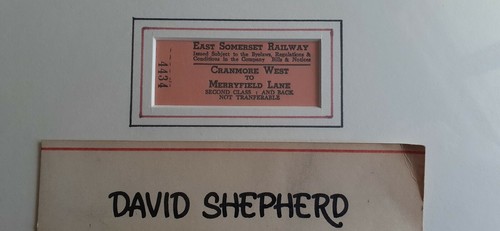 4434
EAST SOMERSET RAILWAY
Issued Subject to the Byelaws, Regulations &
Conditions in the Company Bills & Notices
CRANMORE WEST
TO
MERRYFIELD LANE
SECOND CLASS : AND BACK
NOT TRANFERABLE
DAVID SHEPHERD